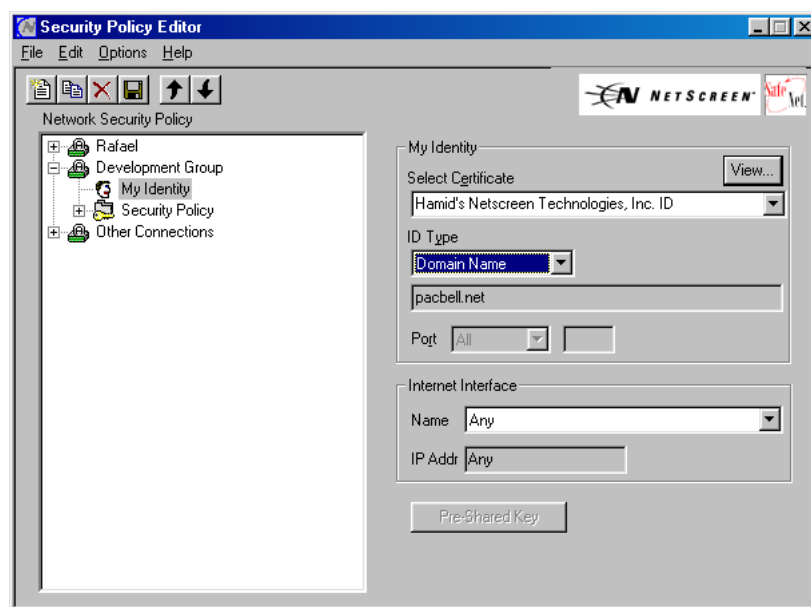 Security Policy Editor
File Edit Options Help
NETSCREEN
Safe Net.
Network Security Policy
Rafael
Development Group
My Identity
Security Policy
Other Connections
My Identity
View...
Select Certificate
Hamid's Netscreen Technologies, Inc. ID
ID Type
Domain Name
pacbell.net
Port All
Internet Interface
Name Any
IP Addr Any
Pre-Shared Key